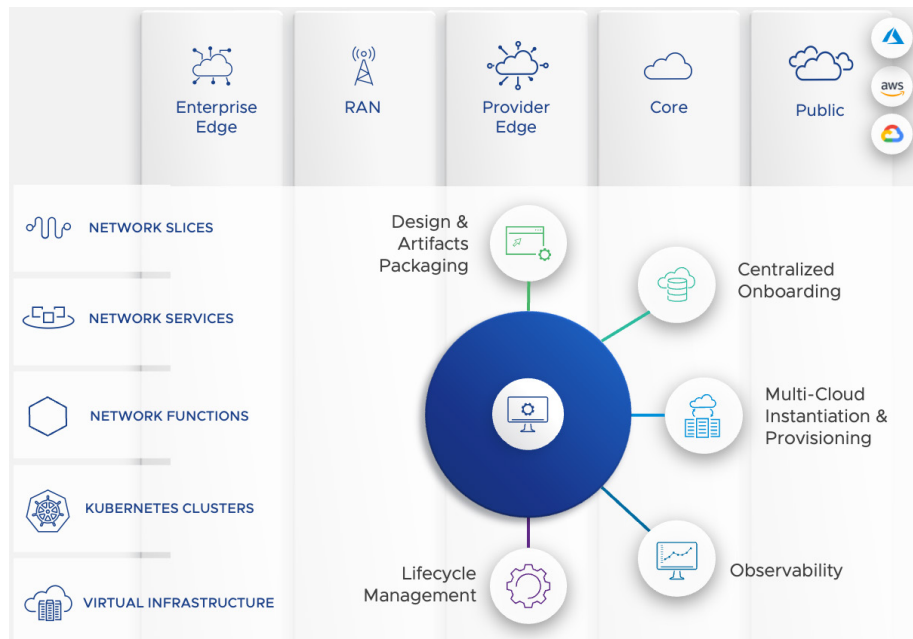 Enterprise
Edge
RAN
Provider
Edge
Core
Public
aws
NETWORK SLICES
NETWORK SERVICES
NETWORK FUNCTIONS
KUBERNETES CLUSTERS
VIRTUAL INFRASTRUCTURE
Design &
Artifacts
Packaging
Centralized
Onboarding
Multi-Cloud
Instantiation &
Provisioning
Observability
Lifecycle
Management